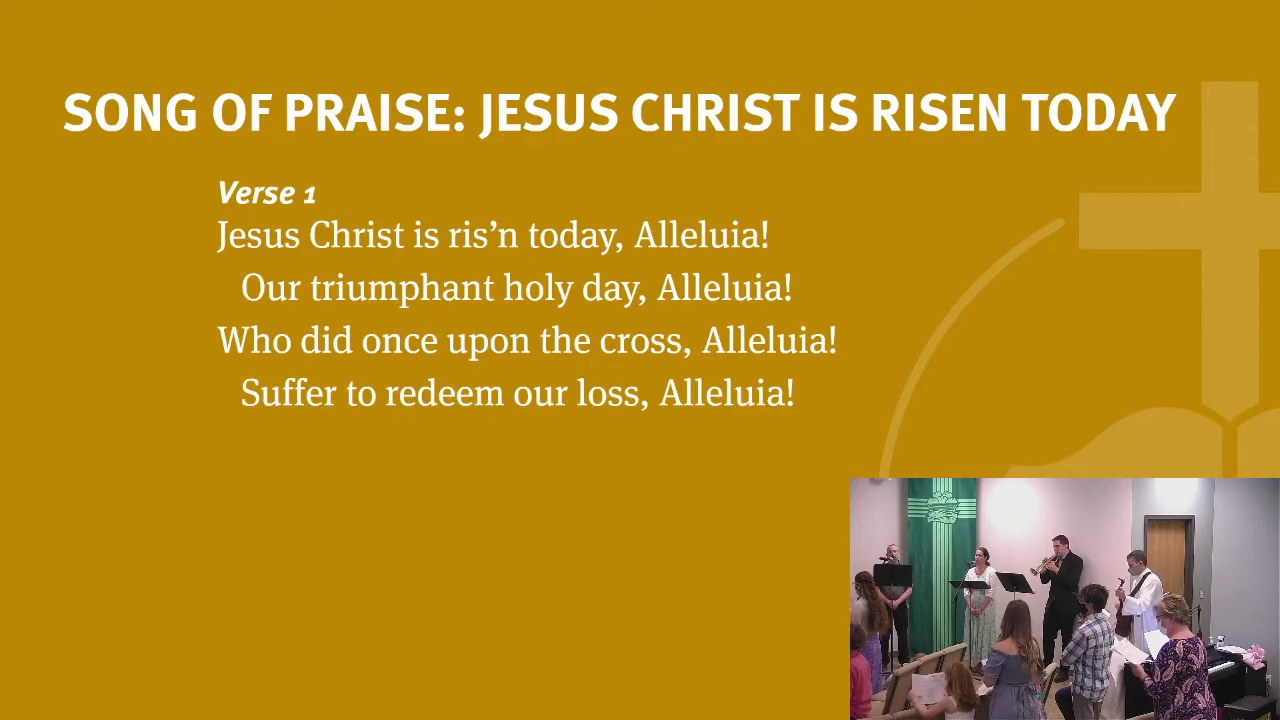 SONG OF PRAISE: JESUS CHRIST IS RISEN TODAY
Verse 1
Jesus Christ is ris’n today, Alleluia!
Our triumphant holy day, Alleluia!
Who did once upon the cross, Alleluia!
Suffer to redeem our loss, Alleluia!